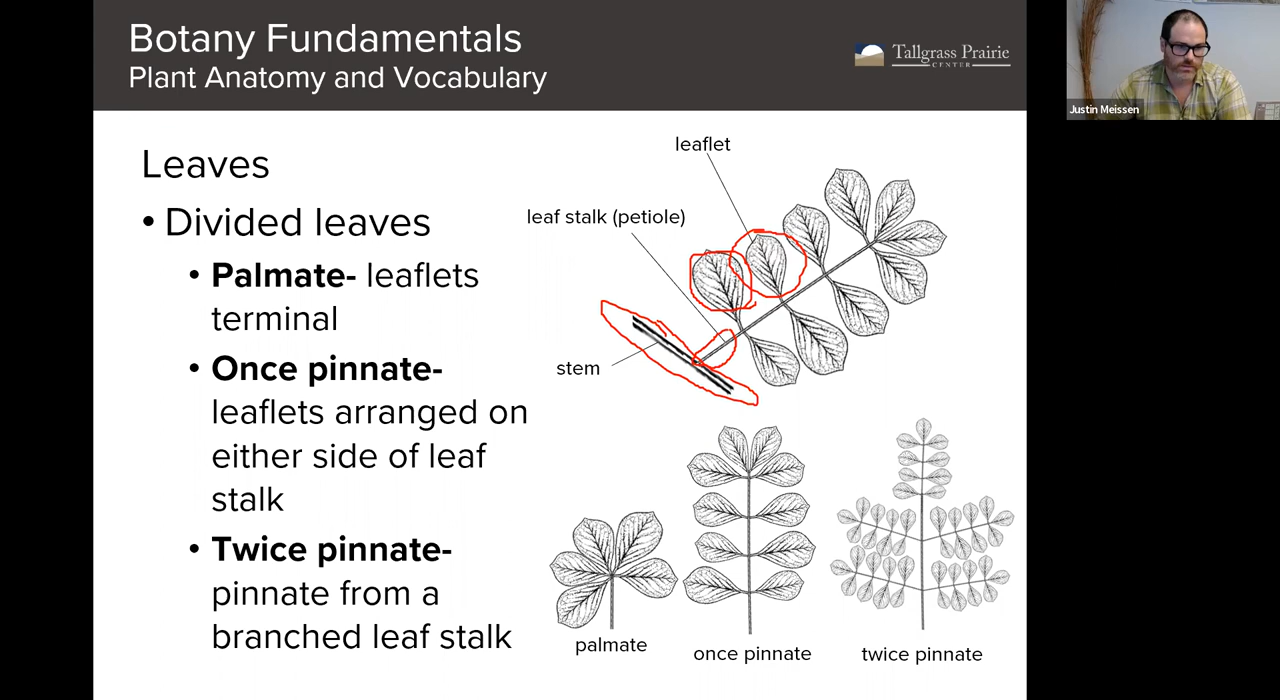 Botany Fundamentals
Plant Anatomy and Vocabulary
Tallgrass Prairie
CENTER
Justin Meissen
Leaves
• Divided leaves
• Palmate- leaflets
terminal
• Once pinnate-
leaflets arranged on
either side of leaf
stalk
• Twice pinnate-
pinnate from a
branched leaf stalk
leaflet
leaf stalk (petiole)
stem
palmate
once pinnate
twice pinnate